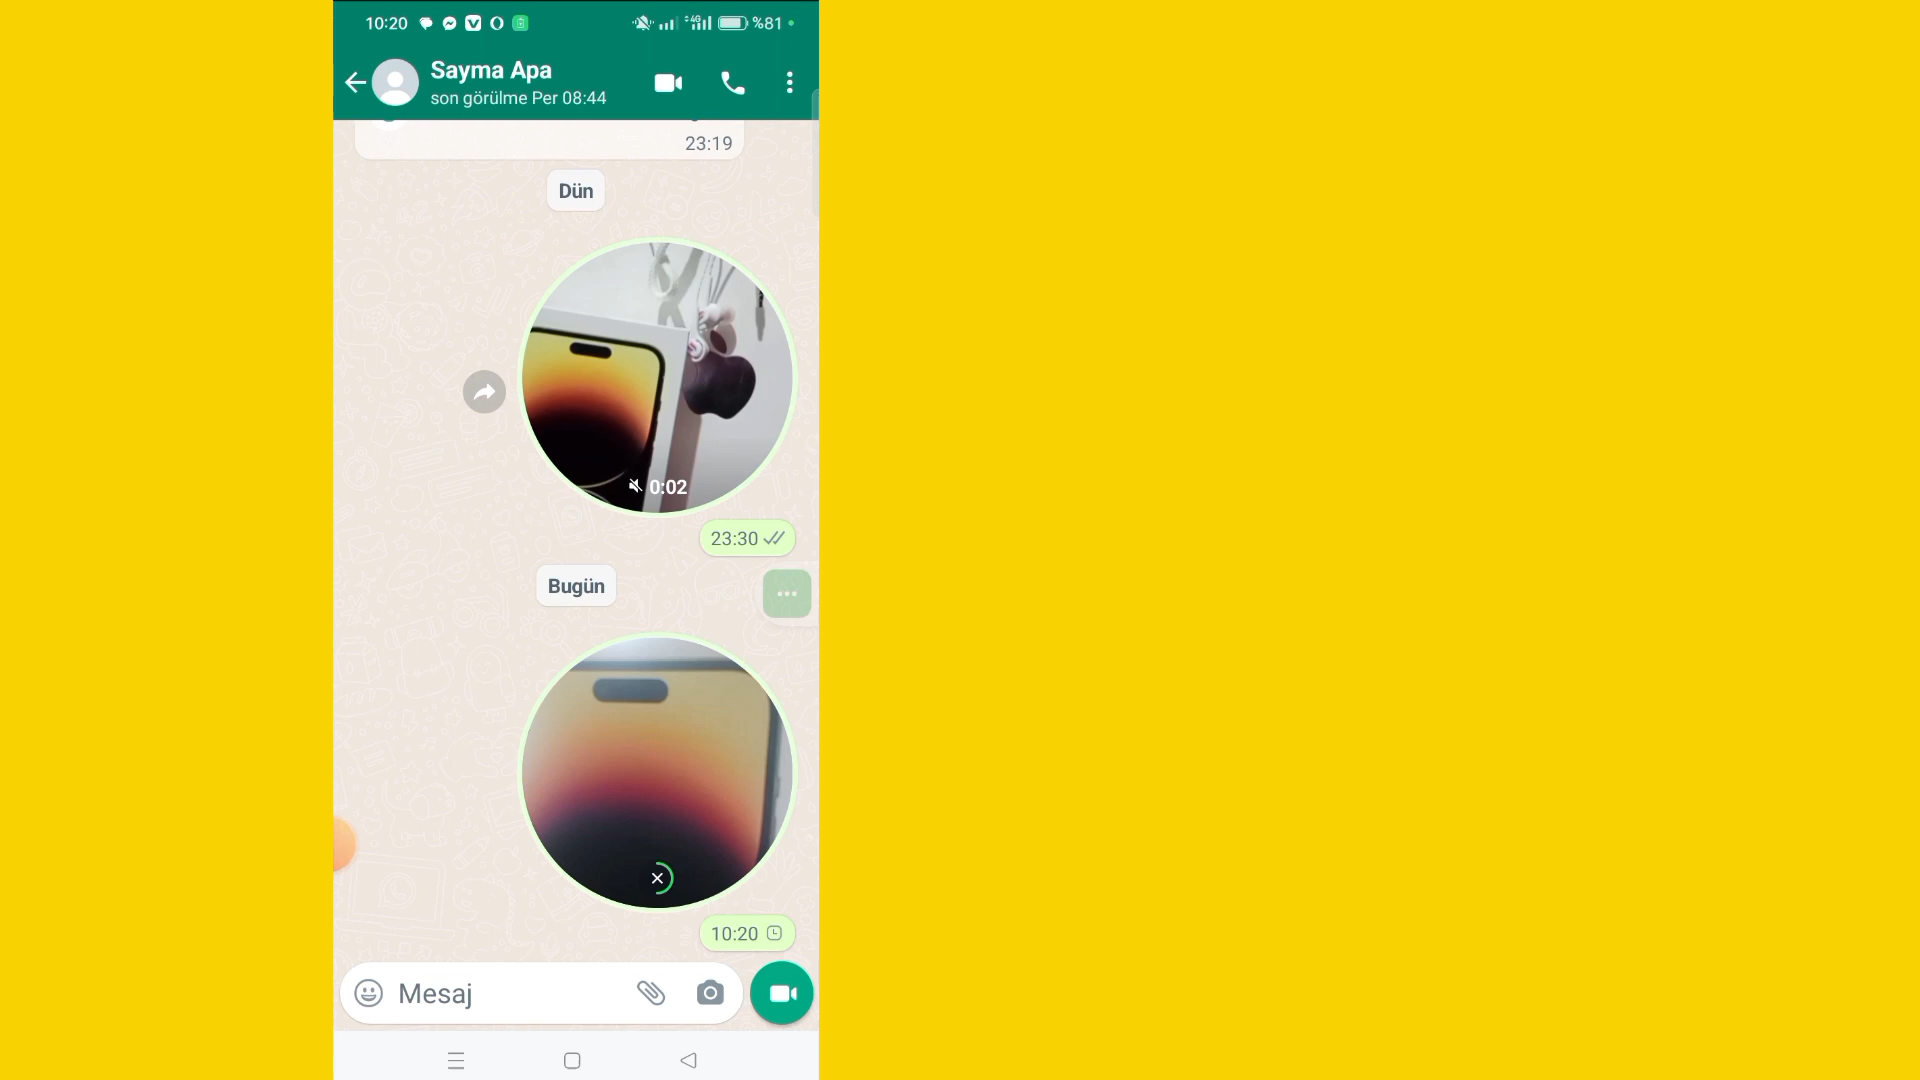 10:20
4G
%81
Sayma Apa
son görülme Per 08:44
23:19
Dün
0:02
23:30
Bugün
10:20
Mesaj